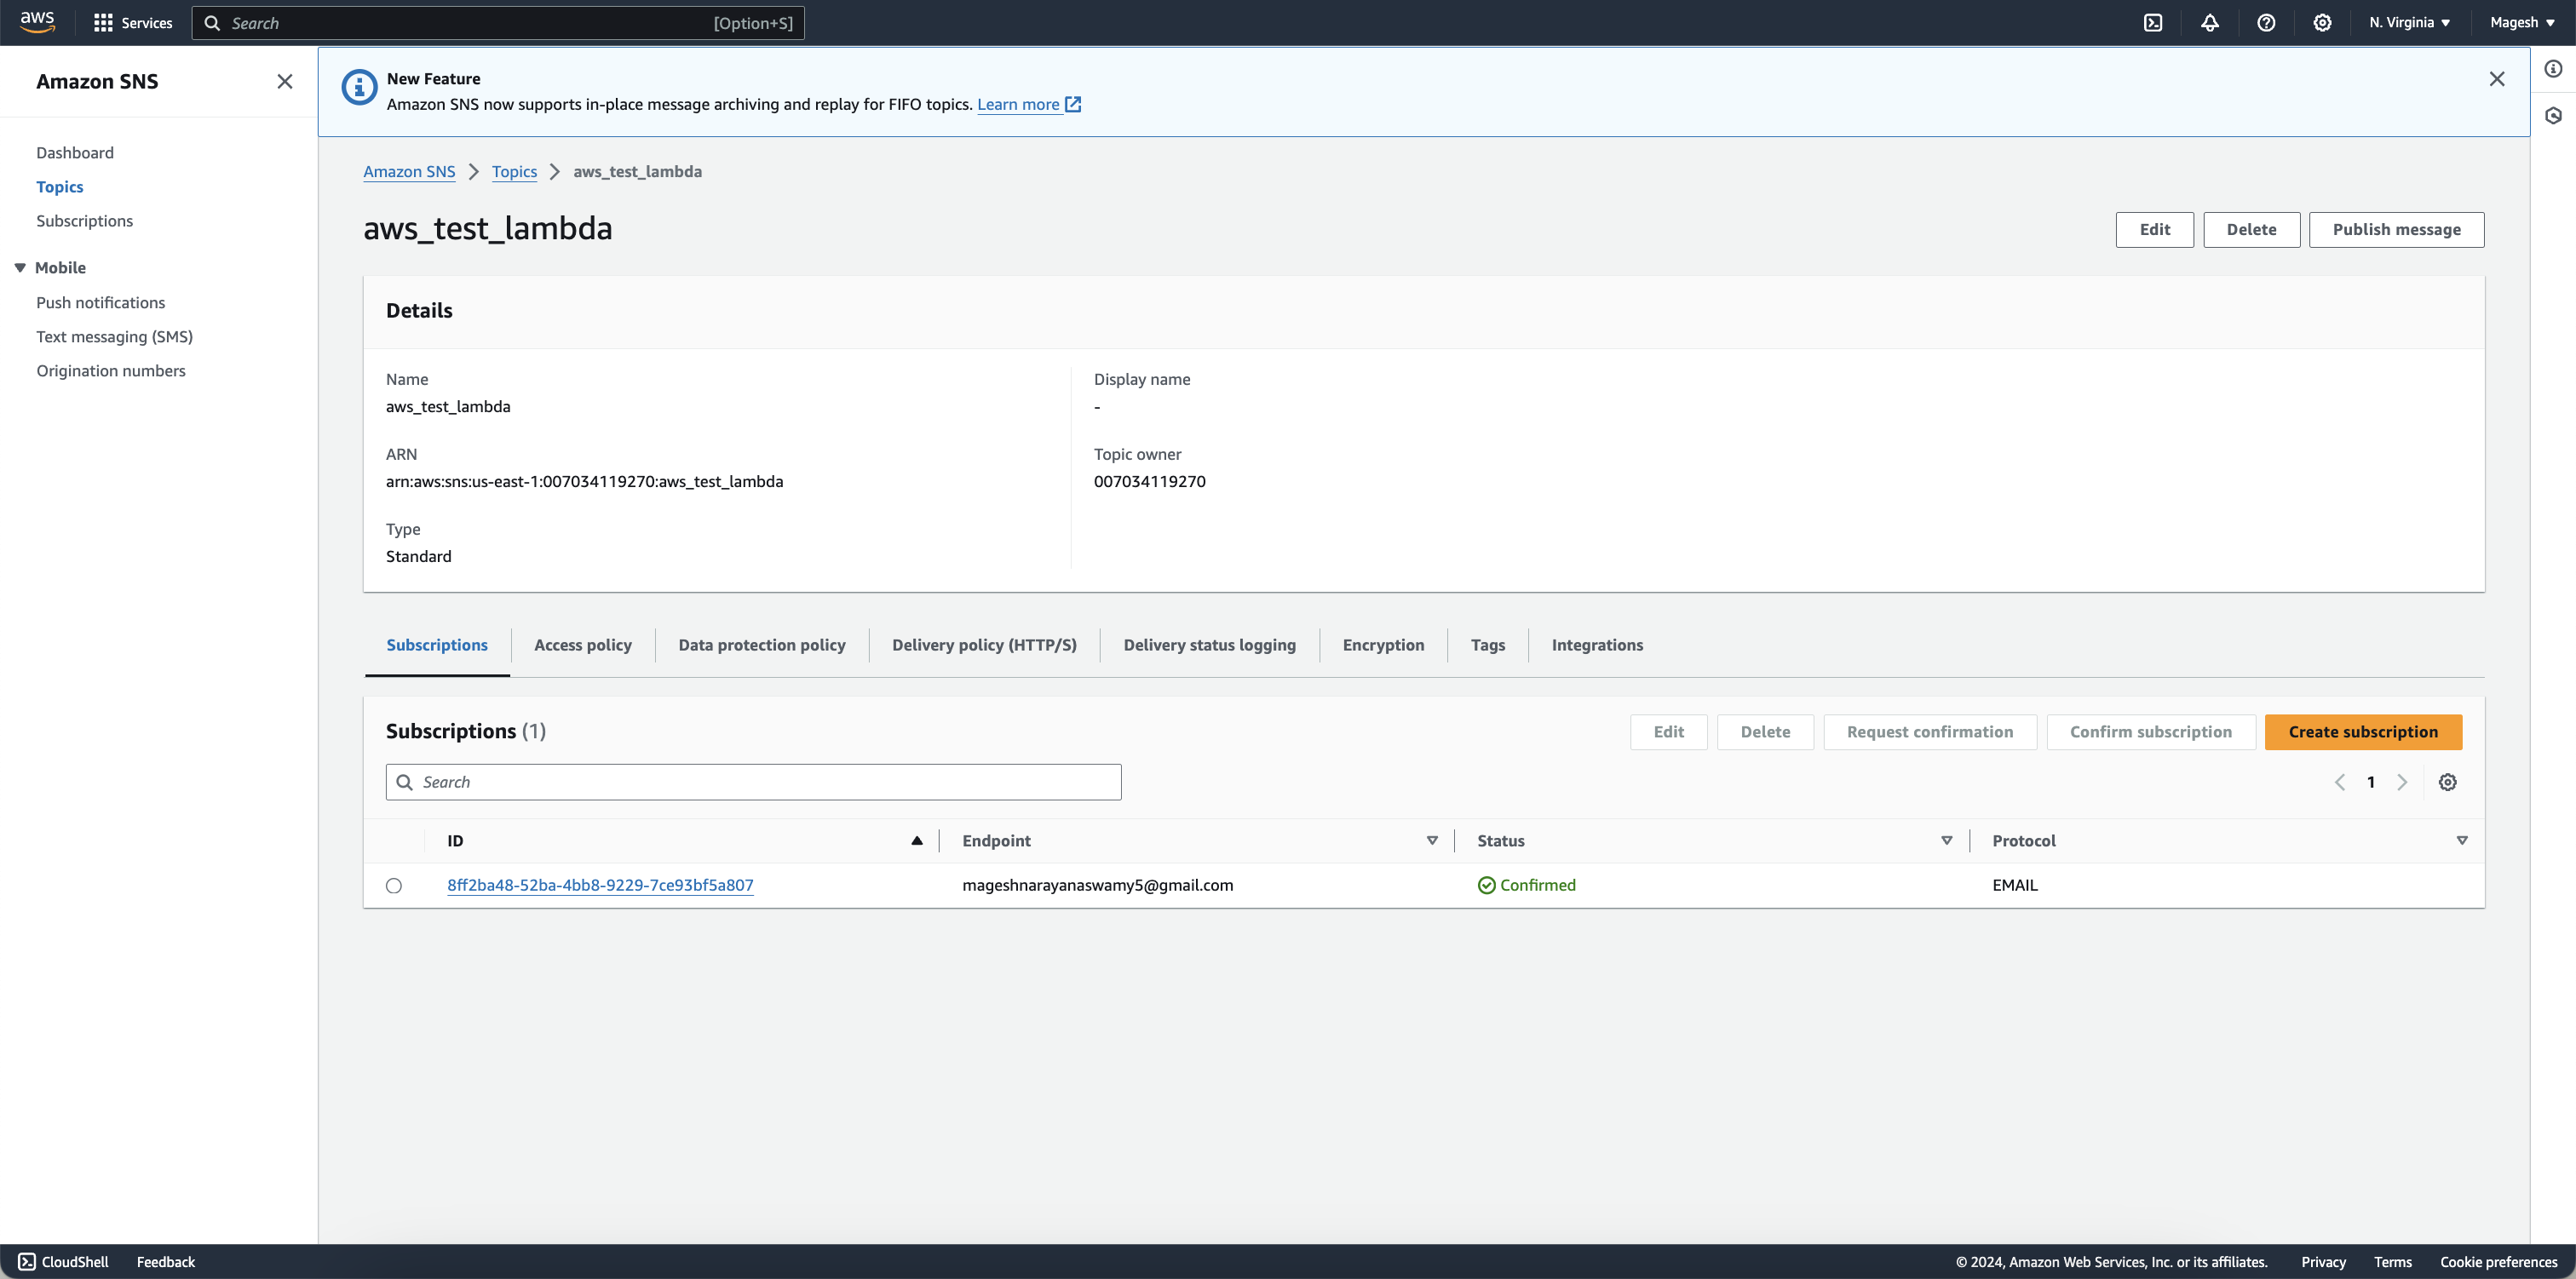 aws
Services
Search
[Option+S]
N. Virginia
Magesh
Amazon SNS
Dashboard
Topics
Subscriptions
Mobile
Push notifications
Text messaging (SMS)
Origination numbers
New Feature
Amazon SNS now supports in-place message archiving and replay for FIFO topics. Learn more
Amazon SNS > Topics > aws_test_lambda
aws_test_lambda
Edit
Delete
Publish message
Details
Name
aws_test_lambda
ARN
arn:aws:sns:us-east-1:007034119270:aws_test_lambda
Type
Standard
Display name
-
Topic owner
007034119270
Subscriptions
Access policy
Data protection policy
Delivery policy (HTTP/S)
Delivery status logging
Encryption
Tags
Integrations
Subscriptions (1)
Edit
Delete
Request confirmation
Confirm subscription
Create subscription
Search
1
ID
Endpoint
Status
Protocol
8ff2ba48-52ba-4bb8-9229-7ce93bf5a807
mageshnarayanaswamy5@gmail.com
Confirmed
EMAIL
CloudShell
Feedback
© 2024, Amazon Web Services, Inc. or its affiliates.
Privacy
Terms
Cookie preferences